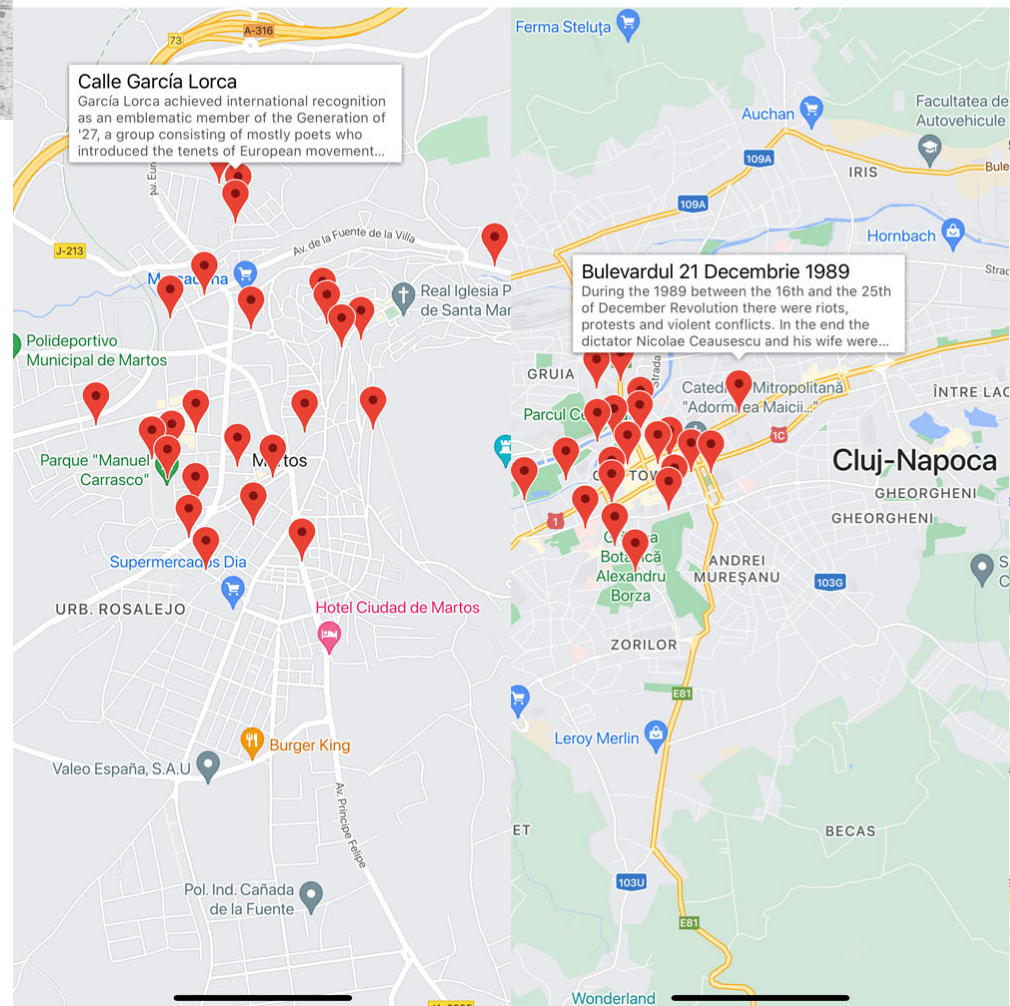 A-316
73
Calle García Lorca
García Lorca achieved international recognition
as an emblematic member of the Generation of
'27, a group consisting of mostly poets who
introduced the tenets of European movement...
Av. Eur
J-213
Av. de la Fuente de la Villa
Real Iglesia P
de Santa Mar
Polideportivo
Municipal de Martos
Parque "Manuel
Carrasco"
Martos
Supermercados Dia
URB. ROSALEJO
Hotel Ciudad de Martos
Burger King
Valeo España, S.A.U
Av. Príncipe Felipe
Pol. Ind. Cañada
de la Fuente
Ferma Steluța
Auchan
Facultatea de
Autovehicule
109A
IRIS
Bule
109A
Hornbach
Strad
Bulevardul 21 Decembrie 1989
During the 1989 between the 16th and the 25th
of December Revolution there were riots,
protests and violent conflicts. In the end the
dictator Nicolae Ceausescu and his wife were...
GRUIA
Strada
Mitropolitană
ÎNTRE LAC
Parcul
1C
Cluj-Napoca
GHEORGHENI
GHEORGHENI
1
Alexandru
Borza
ANDREI
MUREȘANU
103G
ZORILOR
E81
Leroy Merlin
ET
BECAS
103U
E81
Wonderland